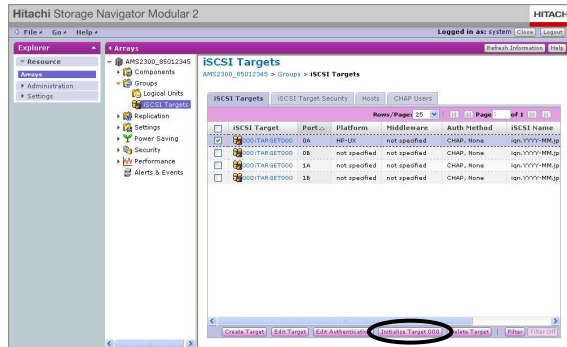 Hitachi Storage Navigator Modular 2
HITACH
File Go Help
Logged in as: system Close Logout
Explorer
Resource
Arrays
Administration
Settings
Arrays
Refresh Information Help
AMS2300_85012345
Components
Groups
Logical Units
iSCSI Targets
Replication
Settings
Power Saving
Security
Performance
Alerts & Events
iSCSI Targets
AMS2300_85012345 > Groups > iSCSI Targets
iSCSI Targets iSCSI Target Security Hosts CHAP Users
Rows/Page: 25 Page 1 of 1
iSCSI Target Port Platform Middleware Auth Method iSCSI Name
000:TARGET000 0A HP-UX not specified CHAP, None iqn.YYYY-MM.jp
000:TARGET000 0B not specified not specified CHAP, None iqn.YYYY-MM.jp
000:TARGET000 1A not specified not specified CHAP, None iqn.YYYY-MM.jp
000:TARGET000 1B not specified not specified CHAP, None iqn.YYYY-MM.jp
Create Target Edit Target Edit Authentication Initialize Target 000 Delete Target Filter Filter Off